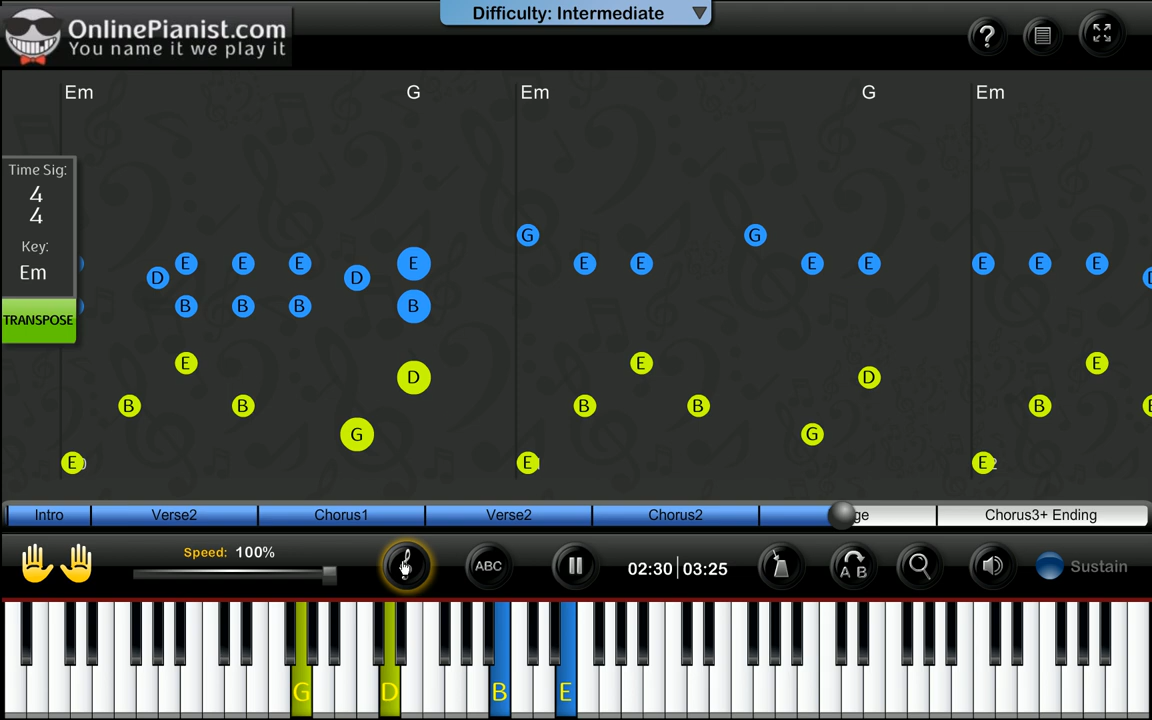 OnlinePianist.com
You name it we play it
Difficulty: Intermediate
?
Em G Em G Em
Time Sig:
4
4
Key:
Em
TRANSPOSE
G G
E E E E E E E E E E E
D D D
B B B B
E E E
D D D
B B B B B
G G
E E E
Intro Verse2 Chorus1 Verse2 Chorus2 ge Chorus3+ Ending
Speed: 100%
ABC
02:30 03:25
A B
Sustain
G D B E